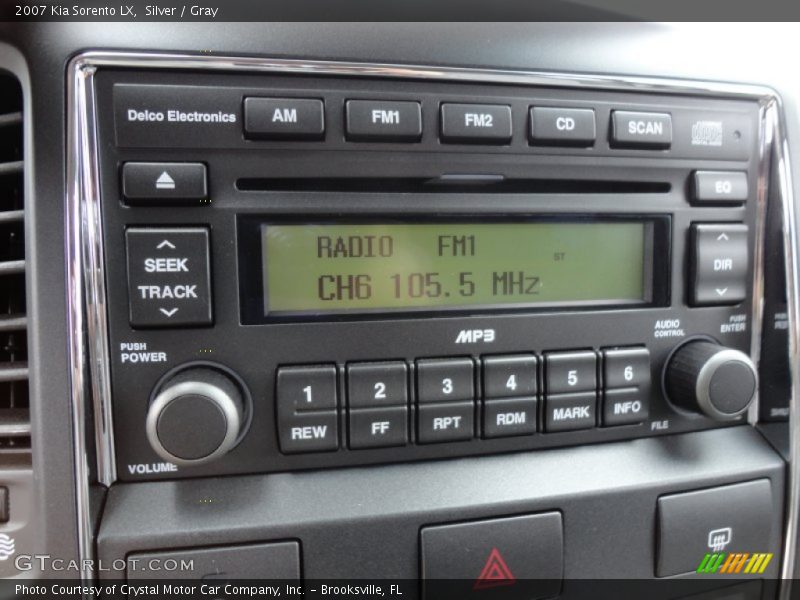 2007 Kia Sorento LX, Silver / Gray
Delco Electronics
AM
FM1
FM2
CD
SCAN
EQ
SEEK
TRACK
RADIO FM1
ST
CH6 105.5 MHz
DIR
PUSH
POWER
MP3
AUDIO
CONTROL
PUSH
ENTER
1
2
3
4
5
6
REW
FF
RPT
RDM
MARK
INFO
VOLUME
FILE
GTCARLOT.COM
Photo Courtesy of Crystal Motor Car Company, Inc. - Brooksville, FL